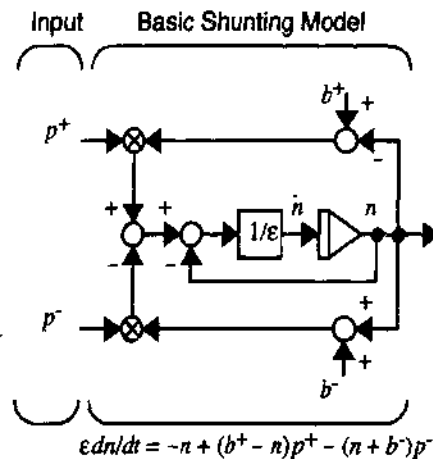 Input Basic Shunting Model
b⁺ +
p⁺ −
+ + 1/ε ṅ n
− −
p⁻ +
+
b⁻
εdn/dt = −n + (b⁺ − n)p⁺ − (n + b⁻)p⁻